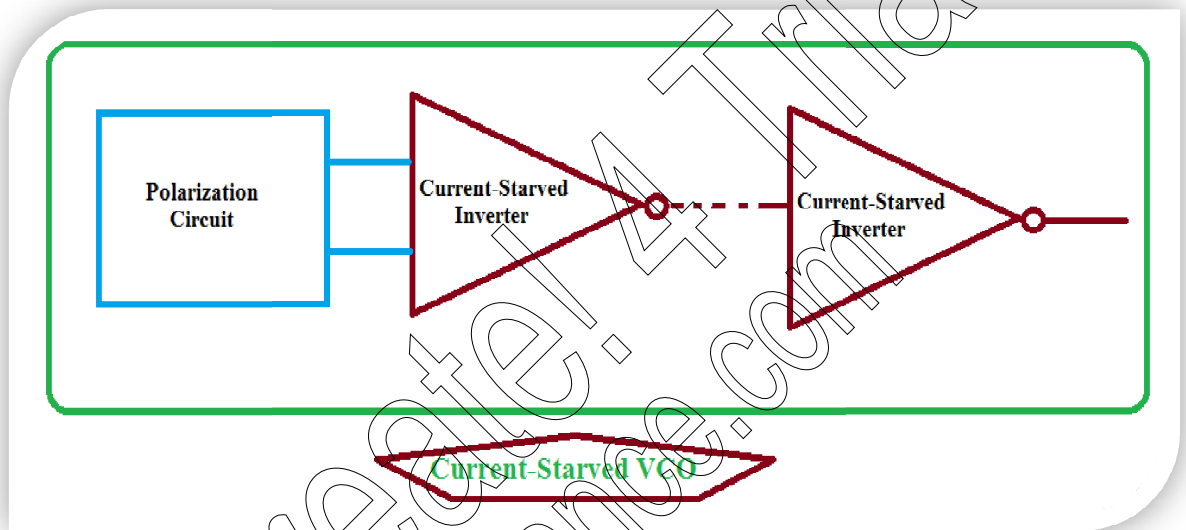 Polarization
Circuit
Current-Starved
Inverter
Current-Starved
Inverter
Current-Starved VCO